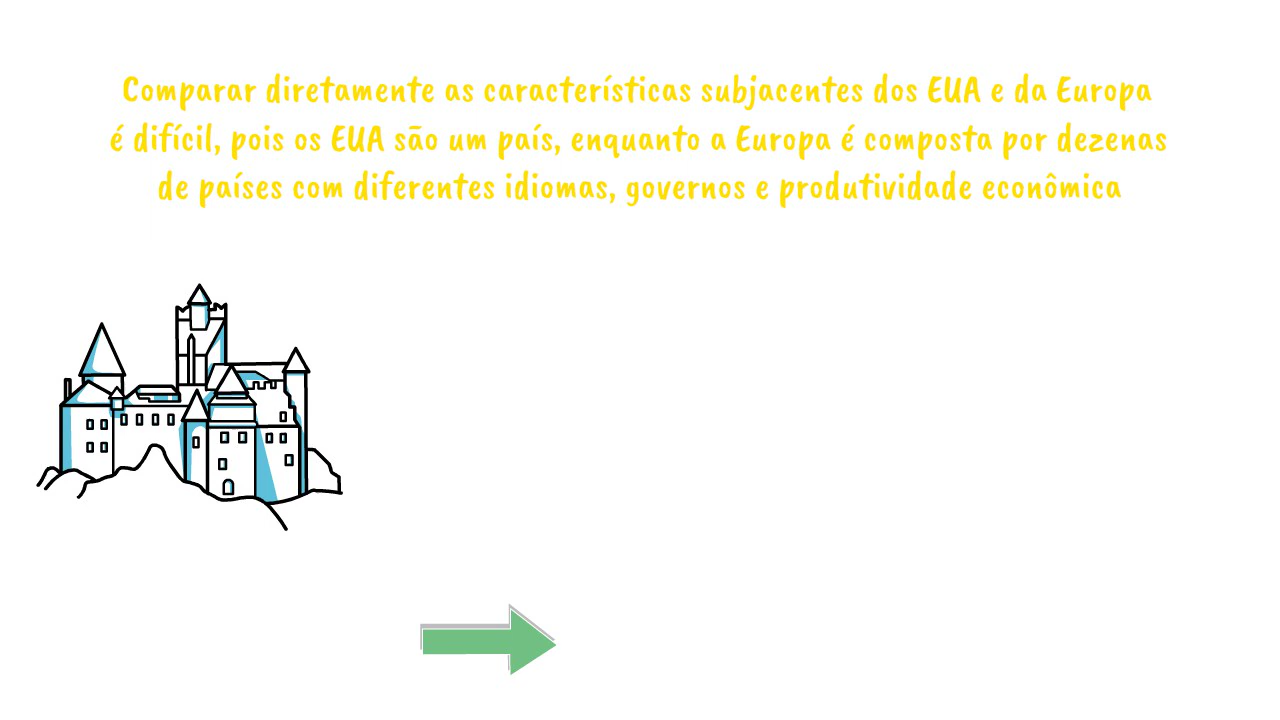 Comparar diretamente as características subjacentes dos EUA e da Europa
é difícil, pois os EUA são um país, enquanto a Europa é composta por dezenas
de países com diferentes idiomas, governos e produtividade econômica